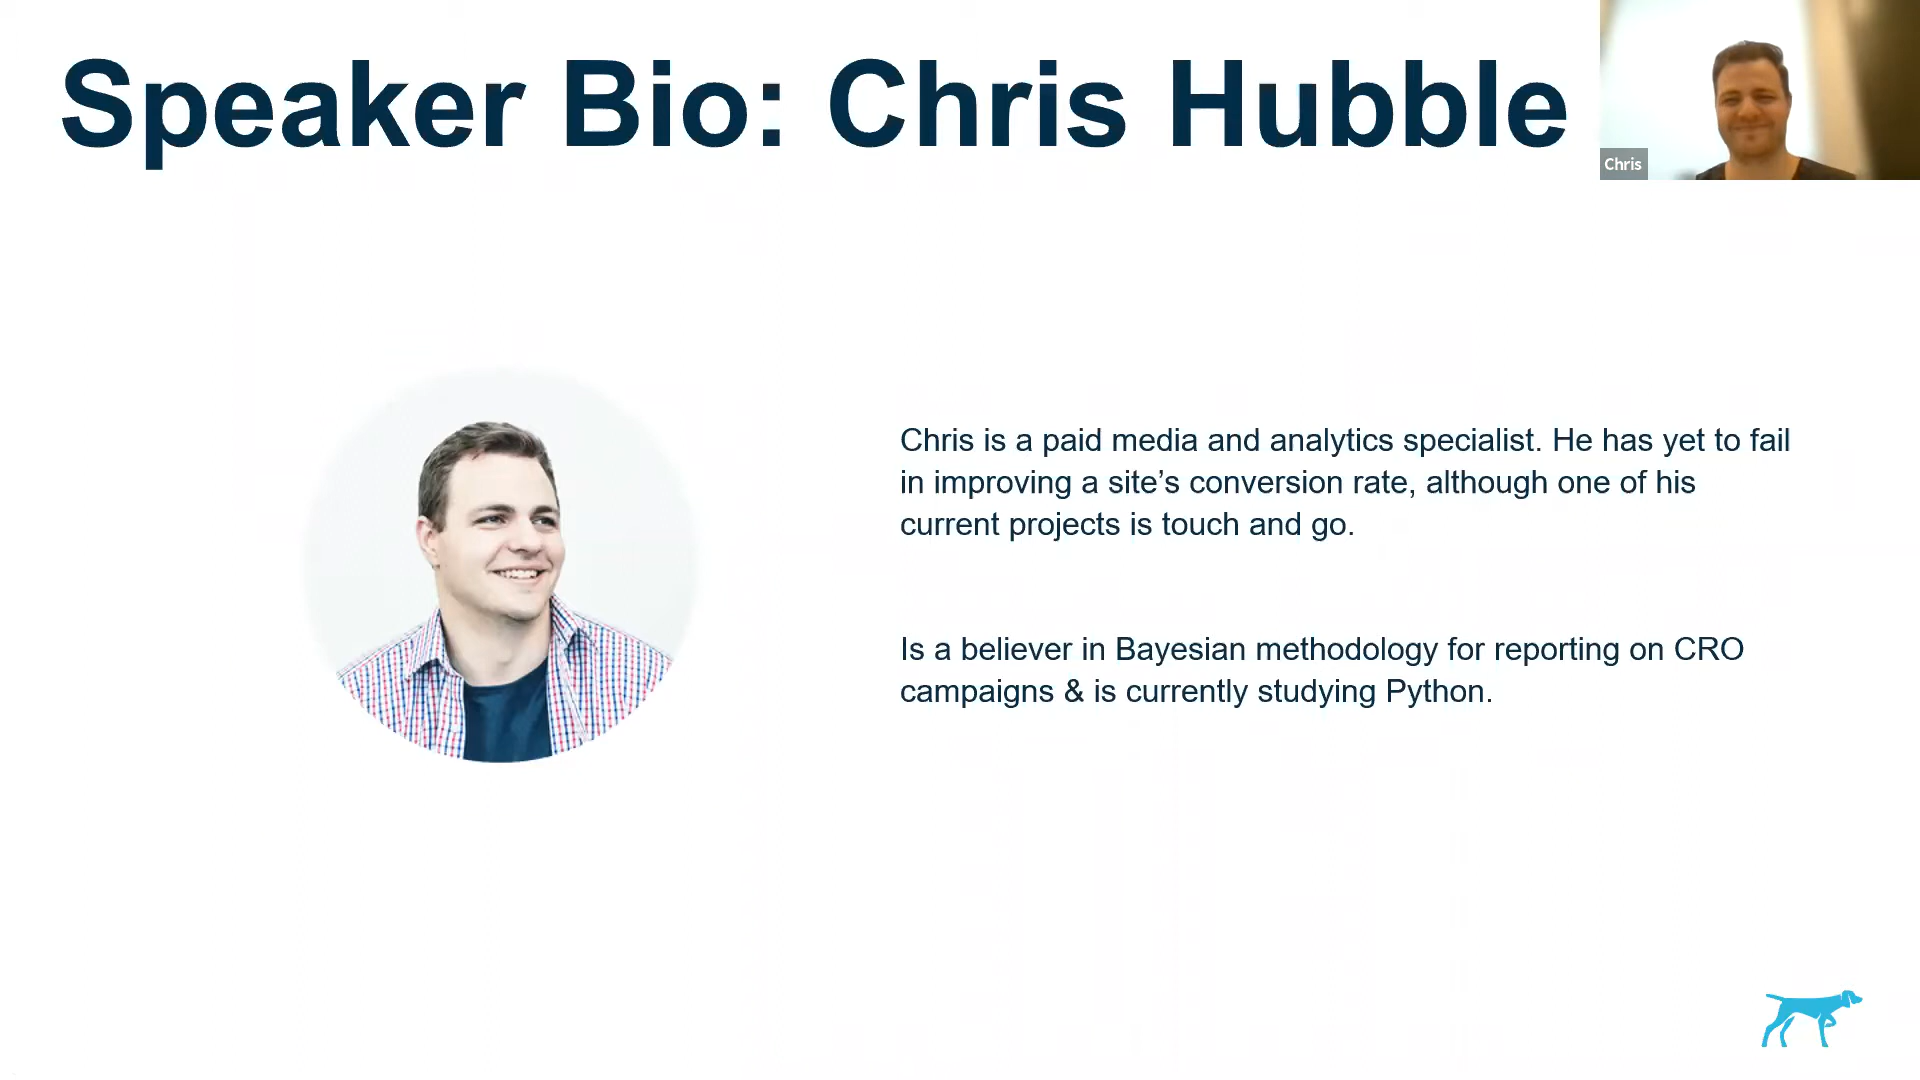 Speaker Bio: Chris Hubble
Chris
Chris is a paid media and analytics specialist. He has yet to fail
in improving a site’s conversion rate, although one of his
current projects is touch and go.
Is a believer in Bayesian methodology for reporting on CRO
campaigns & is currently studying Python.